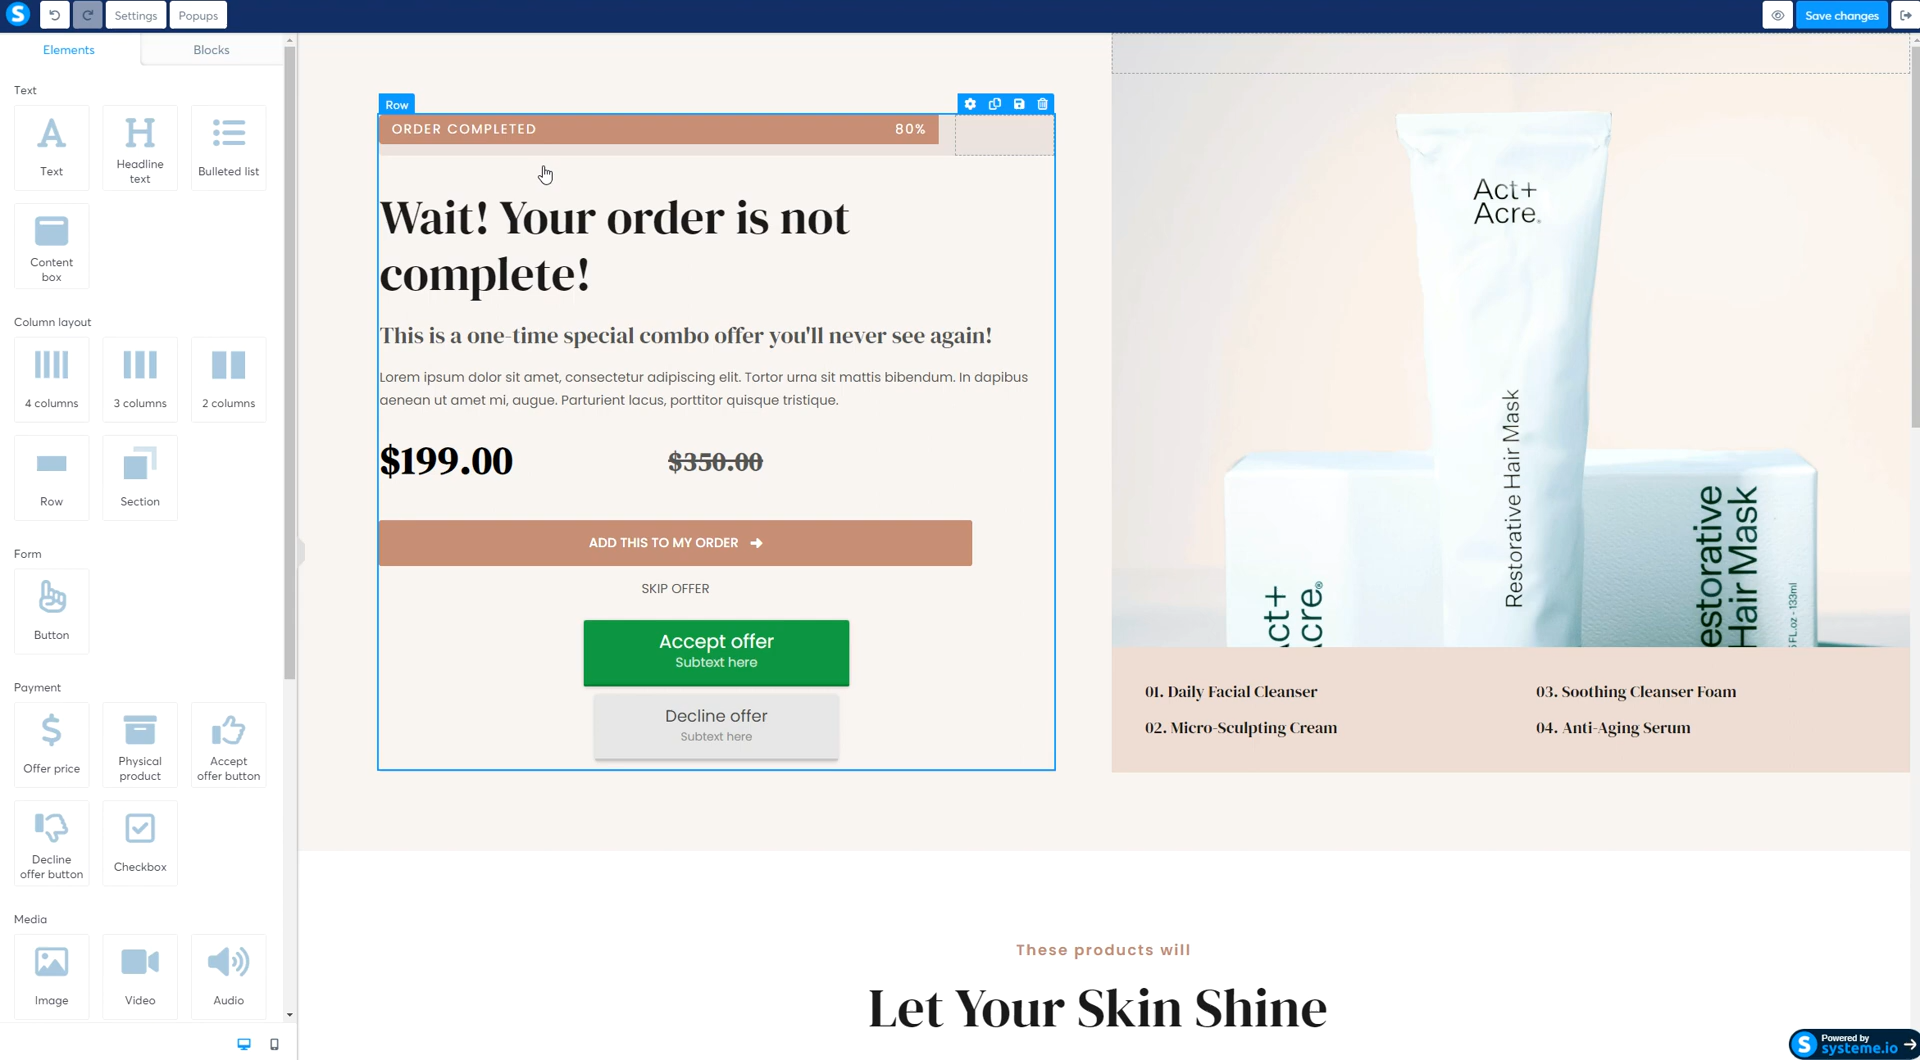 S
Settings
Popups
Save changes
Elements
Blocks
Text
A
H
Text
Headline
text
Bulleted list
Content
box
Column layout
4 columns
3 columns
2 columns
Row
Section
Form
Button
Payment
$
Offer price
Physical
product
Accept
offer button
Decline
offer button
Checkbox
Media
Image
Video
Audio
Row
ORDER COMPLETED
80%
Wait! Your order is not
complete!
This is a one-time special combo offer you'll never see again!
Lorem ipsum dolor sit amet, consectetur adipiscing elit. Tortor urna sit mattis bibendum. In dapibus
aenean ut amet mi, augue. Parturient lacus, porttitor quisque tristique.
$199.00
$350.00
ADD THIS TO MY ORDER
SKIP OFFER
Accept offer
Subtext here
Decline offer
Subtext here
Act+
Acre®
Restorative Hair Mask
ct+
cre®
estorative
Hair Mask
FL.oz - 133ml
01. Daily Facial Cleanser
02. Micro-Sculpting Cream
03. Soothing Cleanser Foam
04. Anti-Aging Serum
These products will
Let Your Skin Shine
S
Powered by
systeme.io